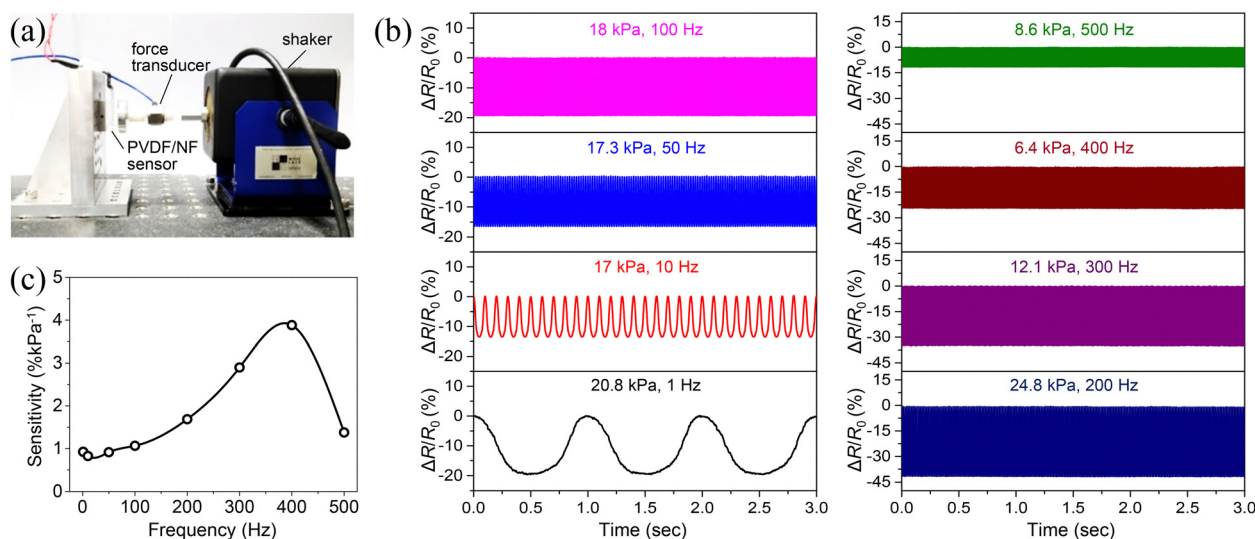 (a)
force
transducer
shaker
PVDF/NF
sensor
(b)
18 kPa, 100 Hz
ΔR/R₀ (%)
10
0
-10
-20
17.3 kPa, 50 Hz
ΔR/R₀ (%)
10
0
-10
-20
17 kPa, 10 Hz
ΔR/R₀ (%)
10
0
-10
-20
20.8 kPa, 1 Hz
ΔR/R₀ (%)
10
0
-10
-20
0.0 0.5 1.0 1.5 2.0 2.5 3.0
Time (sec)
8.6 kPa, 500 Hz
ΔR/R₀ (%)
15
0
-15
-30
-45
6.4 kPa, 400 Hz
ΔR/R₀ (%)
0
-15
-30
-45
12.1 kPa, 300 Hz
ΔR/R₀ (%)
0
-15
-30
-45
24.8 kPa, 200 Hz
ΔR/R₀ (%)
0
-15
-30
-45
0.0 0.5 1.0 1.5 2.0 2.5 3.0
Time (sec)
(c)
Sensitivity (%kPa⁻¹)
5
4
3
2
1
0
0 100 200 300 400 500
Frequency (Hz)